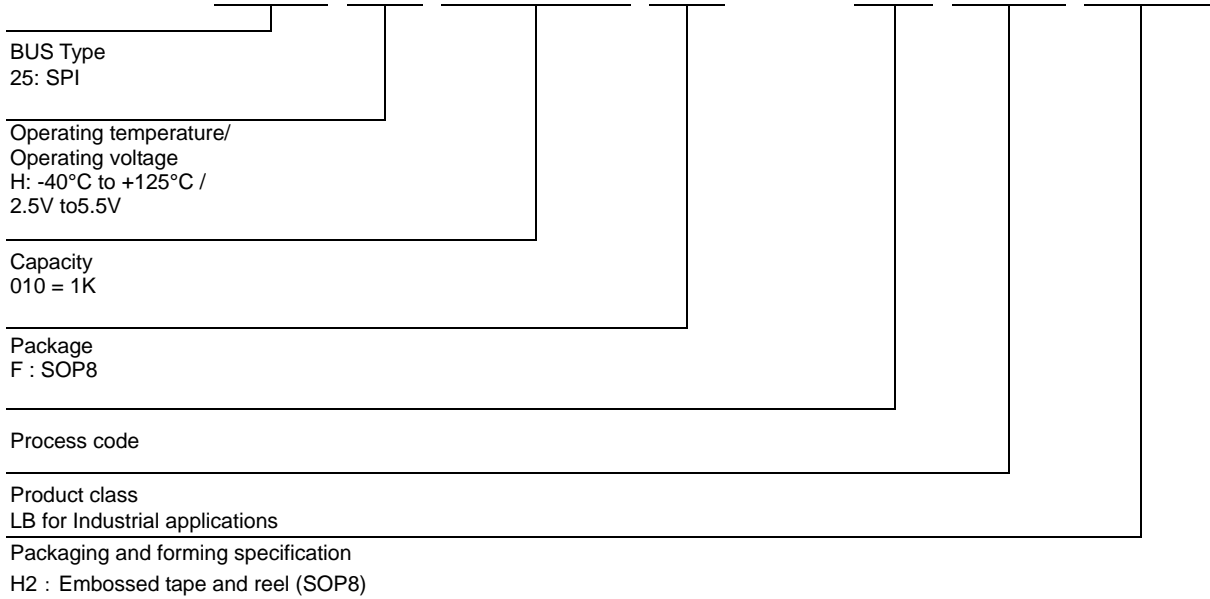 BUS Type
25: SPI
Operating temperature/
Operating voltage
H: -40°C to +125°C /
2.5V to5.5V
Capacity
010 = 1K
Package
F : SOP8
Process code
Product class
LB for Industrial applications
Packaging and forming specification
H2 : Embossed tape and reel (SOP8)